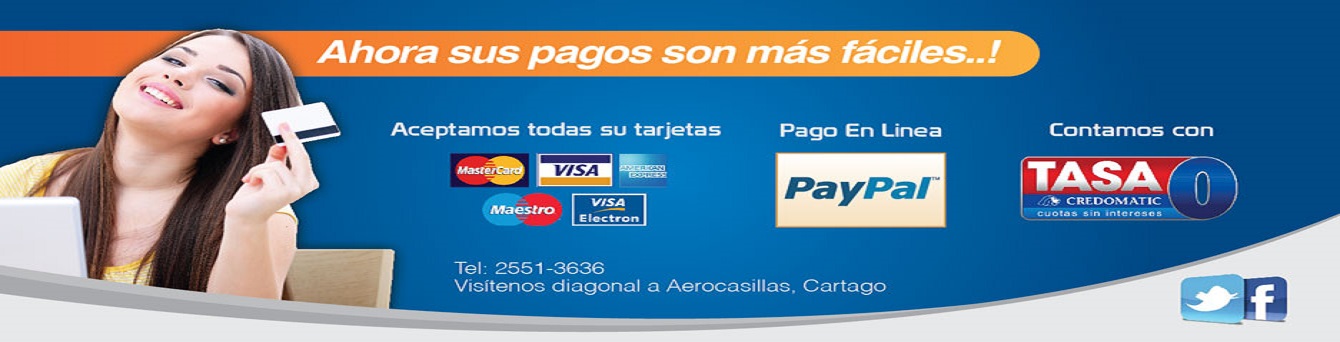 Ahora sus pagos son más fáciles..!
Aceptamos todas su tarjetas
MasterCard
VISA
AMERICAN
EXPRESS
Maestro
VISA
Electron
Pago En Linea
PayPal™
Contamos con
TASA 0
CREDOMATIC
cuotas sin intereses
Tel: 2551-3636
Visítenos diagonal a Aerocasillas, Cartago
f